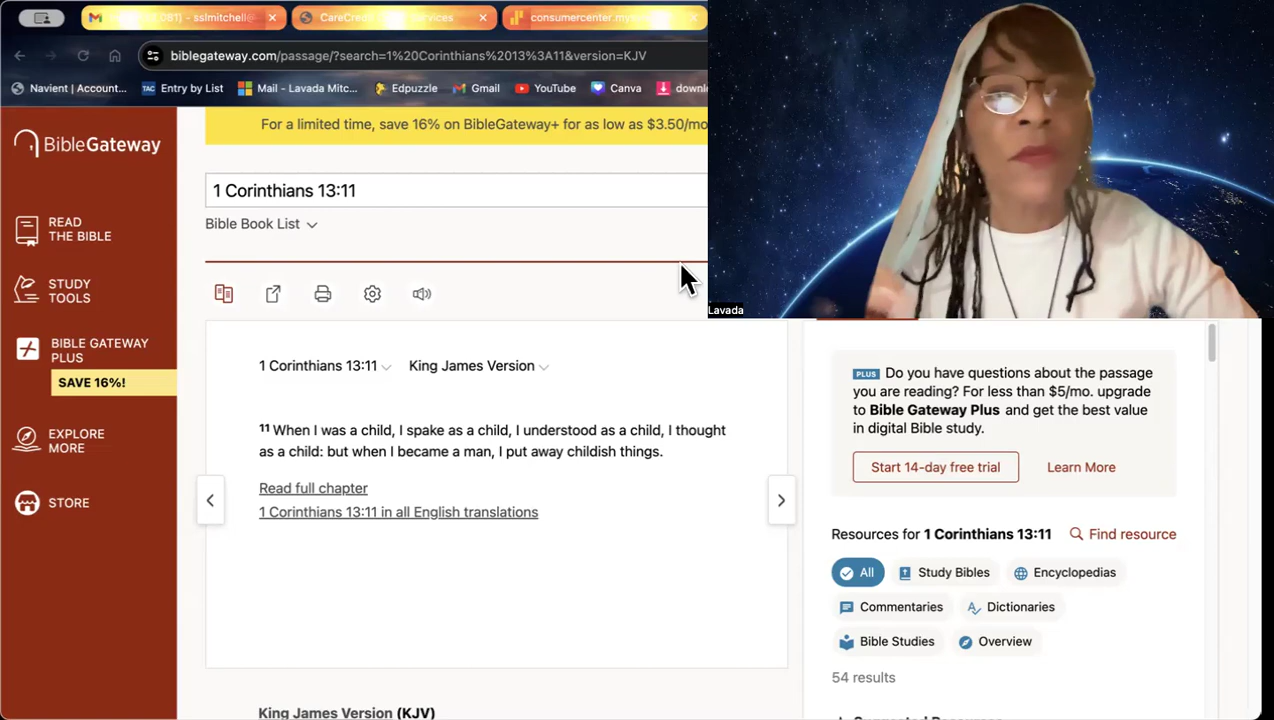 081) - sslmitchell@
CareCredit
consumercenter.my
biblegateway.com/passage/?search=1%20Corinthians%2013%3A11&version=KJV
Navient | Account...
TAC Entry by List
Mail - Lavada Mitc...
Edpuzzle
Gmail
YouTube
Canva
downl
BibleGateway
For a limited time, save 16% on BibleGateway+ for as low as $3.50/mo
1 Corinthians 13:11
Bible Book List
READ
THE BIBLE
STUDY
TOOLS
BIBLE GATEWAY
PLUS
SAVE 16%!
EXPLORE
MORE
STORE
Lavada
1 Corinthians 13:11 King James Version
11 When I was a child, I spake as a child, I understood as a child, I thought
as a child: but when I became a man, I put away childish things.
Read full chapter
1 Corinthians 13:11 in all English translations
King James Version (KJV)
PLUS Do you have questions about the passage
you are reading? For less than $5/mo. upgrade
to Bible Gateway Plus and get the best value
in digital Bible study.
Start 14-day free trial
Learn More
Resources for 1 Corinthians 13:11
Find resource
All
Study Bibles
Encyclopedias
Commentaries
Dictionaries
Bible Studies
Overview
54 results